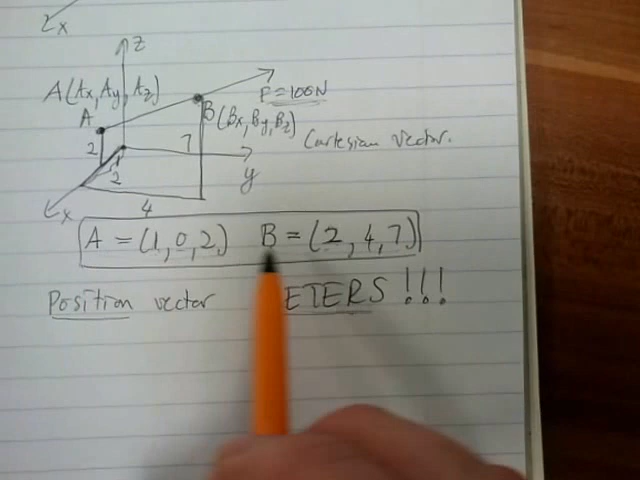 x
z
A(Ax,Ay,Az)
P=100N
A
B(Bx,By,Bz)
Cartesian vector.
2
7
1
2
y
x
4
A = (1,0,2) B = (2,4,7)
Position vector ETERS !!!